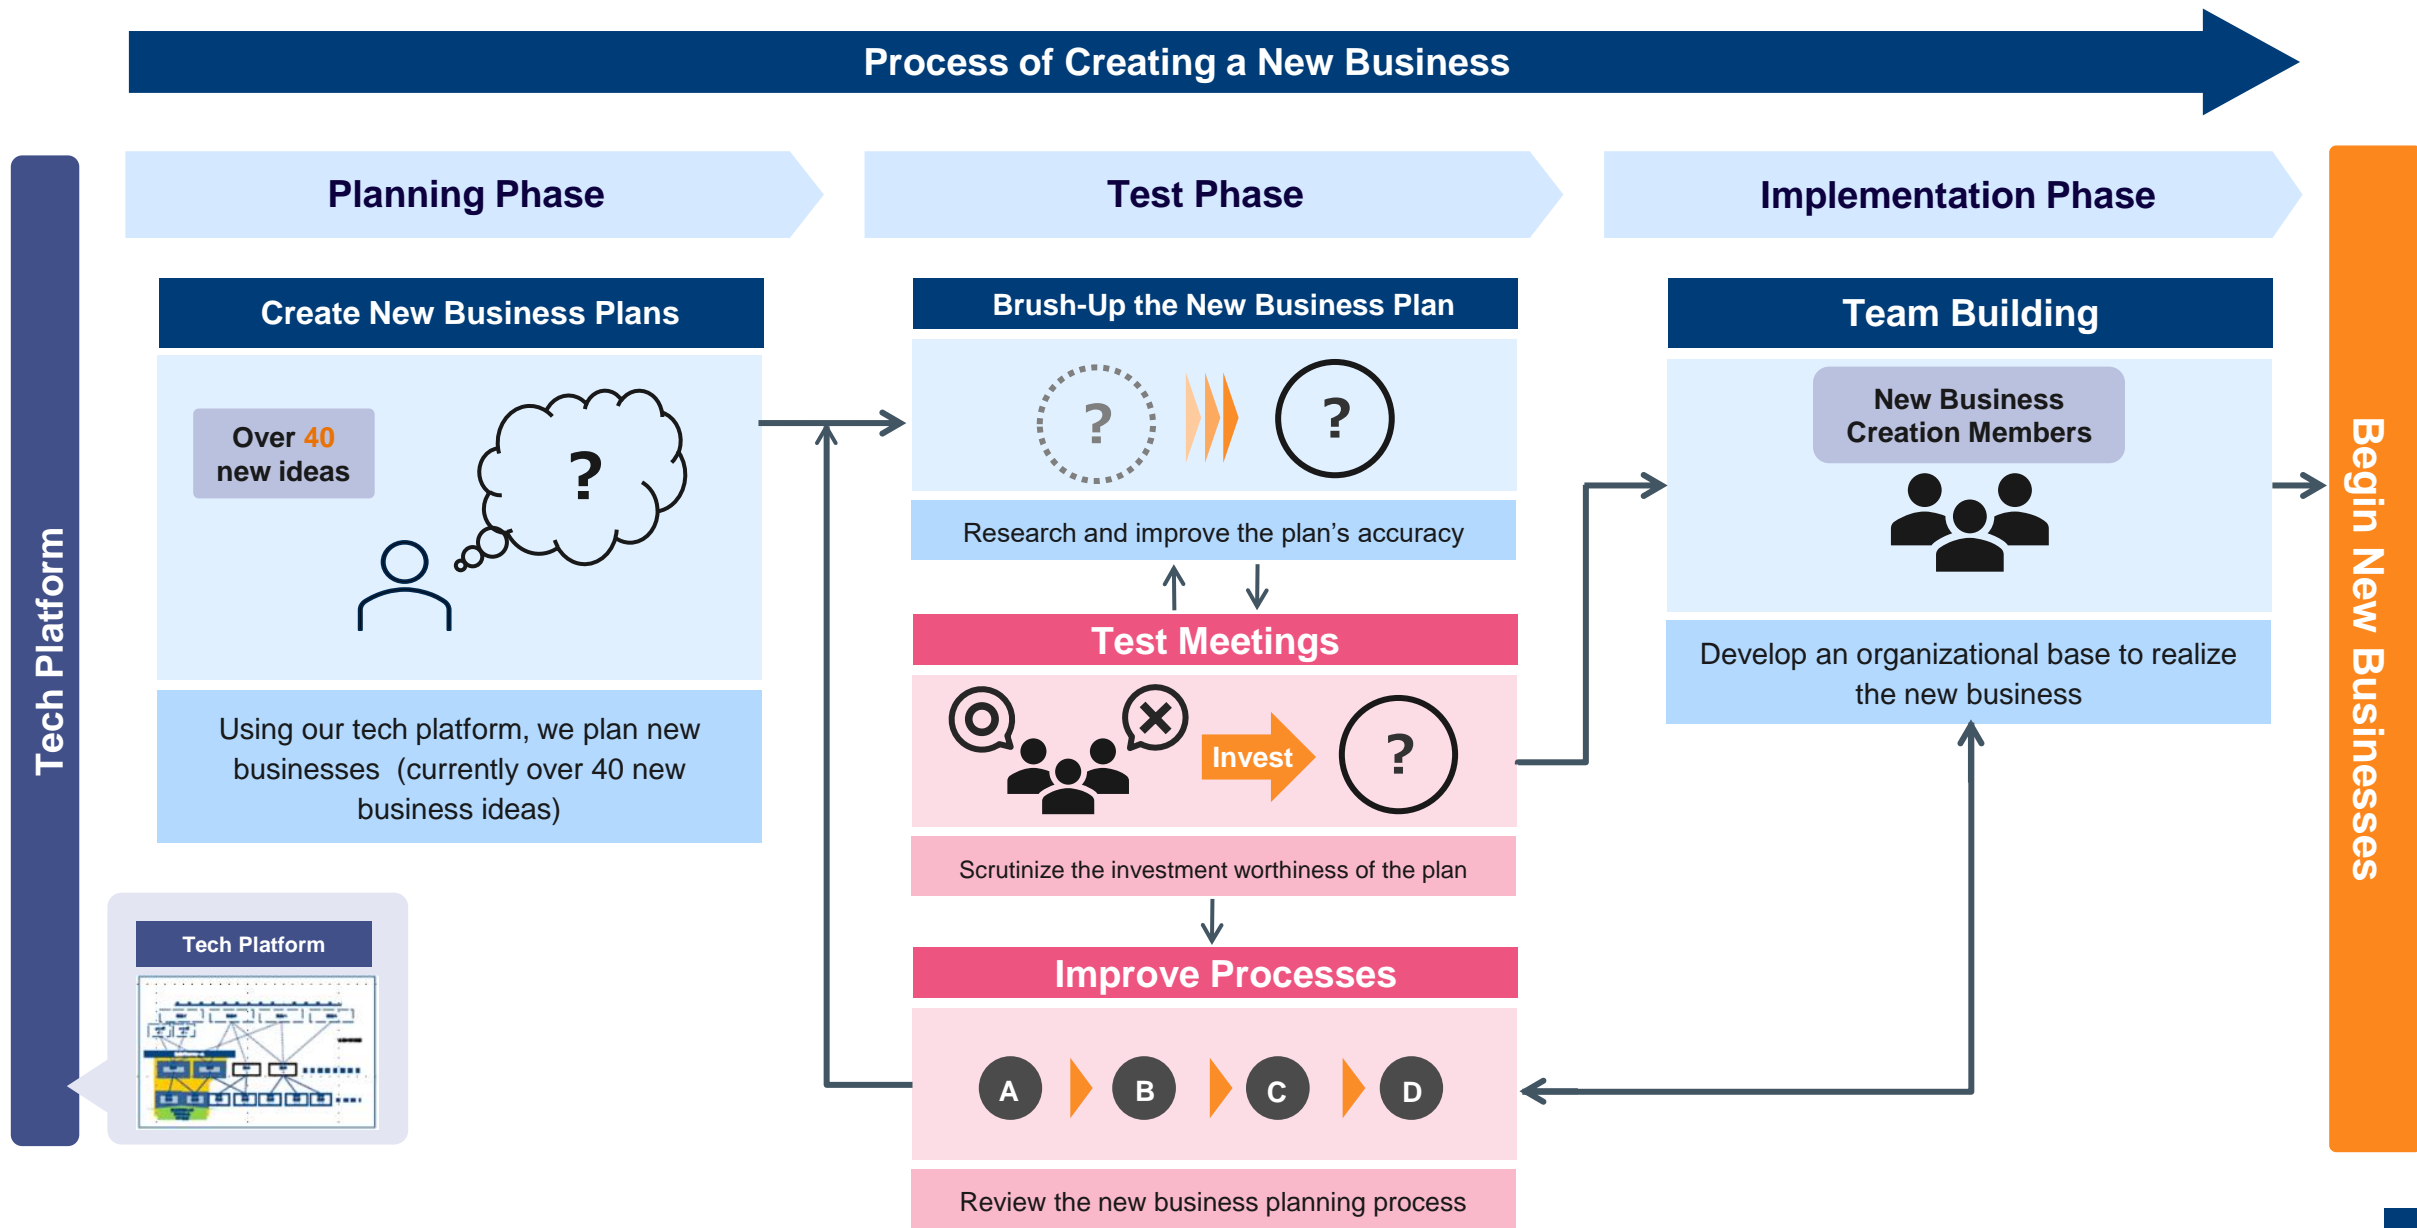 Process of Creating a New Business
Tech Platform
Planning Phase
Test Phase
Implementation Phase
Create New Business Plans
Over 40
new ideas
?
Using our tech platform, we plan new
businesses (currently over 40 new
business ideas)
Tech Platform
Brush-Up the New Business Plan
? ?
Research and improve the plan's accuracy
Test Meetings
Invest
?
Scrutinize the investment worthiness of the plan
Improve Processes
A B C D
Review the new business planning process
Team Building
New Business
Creation Members
Develop an organizational base to realize
the new business
Begin New Businesses